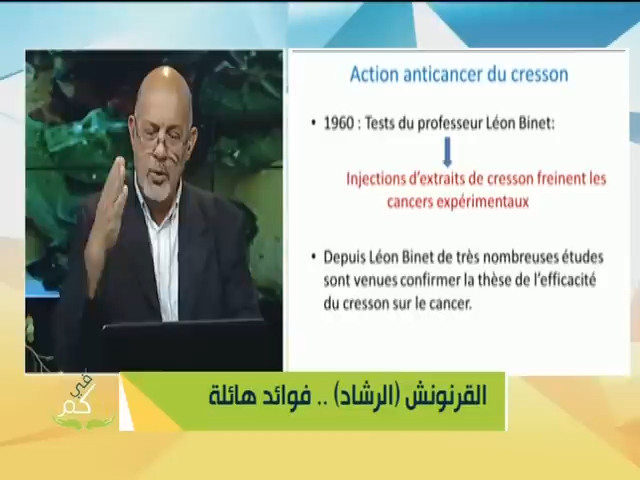 Action anticancer du cresson
• 1960 : Tests du professeur Léon Binet:
Injections d'extraits de cresson freinent les
cancers expérimentaux
• Depuis Léon Binet de très nombreuses études
sont venues confirmer la thèse de l'efficacité
du cresson sur le cancer.
القرنونش (الرشاد) .. فوائد هائلة
في
كم